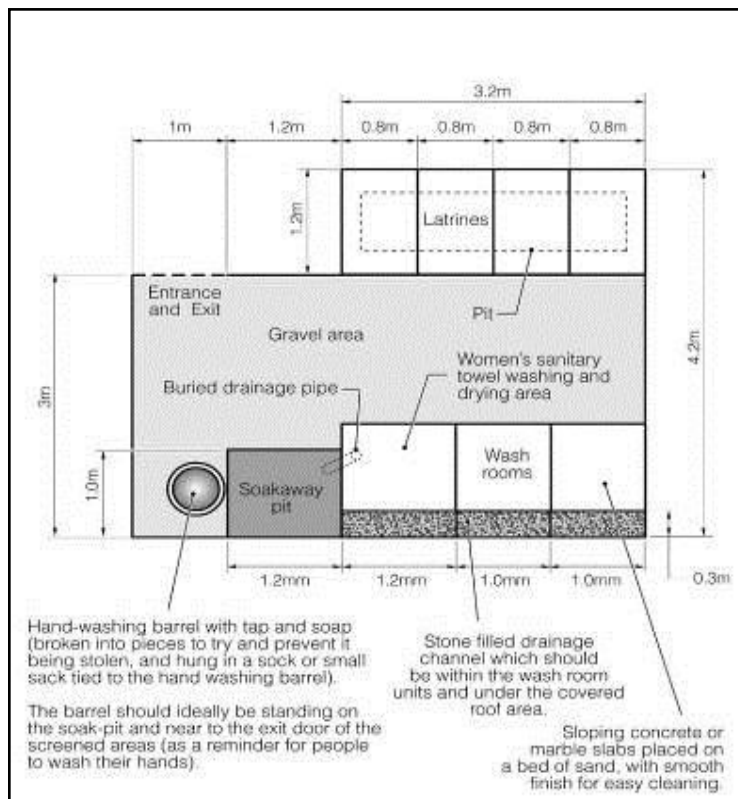 3.2m
1m
1.2m
0.8m
0.8m
0.8m
0.8m
1.2m
Latrines
Entrance
and Exit
Pit
Gravel area
4.2m
Women's sanitary
towel washing and
drying area
Buried drainage pipe
3m
1.0m
Wash
rooms
Soakaway
pit
1.2mm
1.2mm
1.0mm
1.0mm
0.3m
Hand-washing barrel with tap and soap
(broken into pieces to try and prevent it
being stolen, and hung in a sock or small
sack tied to the hand washing barrel).
The barrel should ideally be standing on
the soak-pit and near to the exit door of the
screened areas (as a reminder for people
to wash their hands).
Stone filled drainage
channel which should
be within the wash room
units and under the covered
roof area.
Sloping concrete or
marble slabs placed on
a bed of sand, with smooth
finish for easy cleaning.